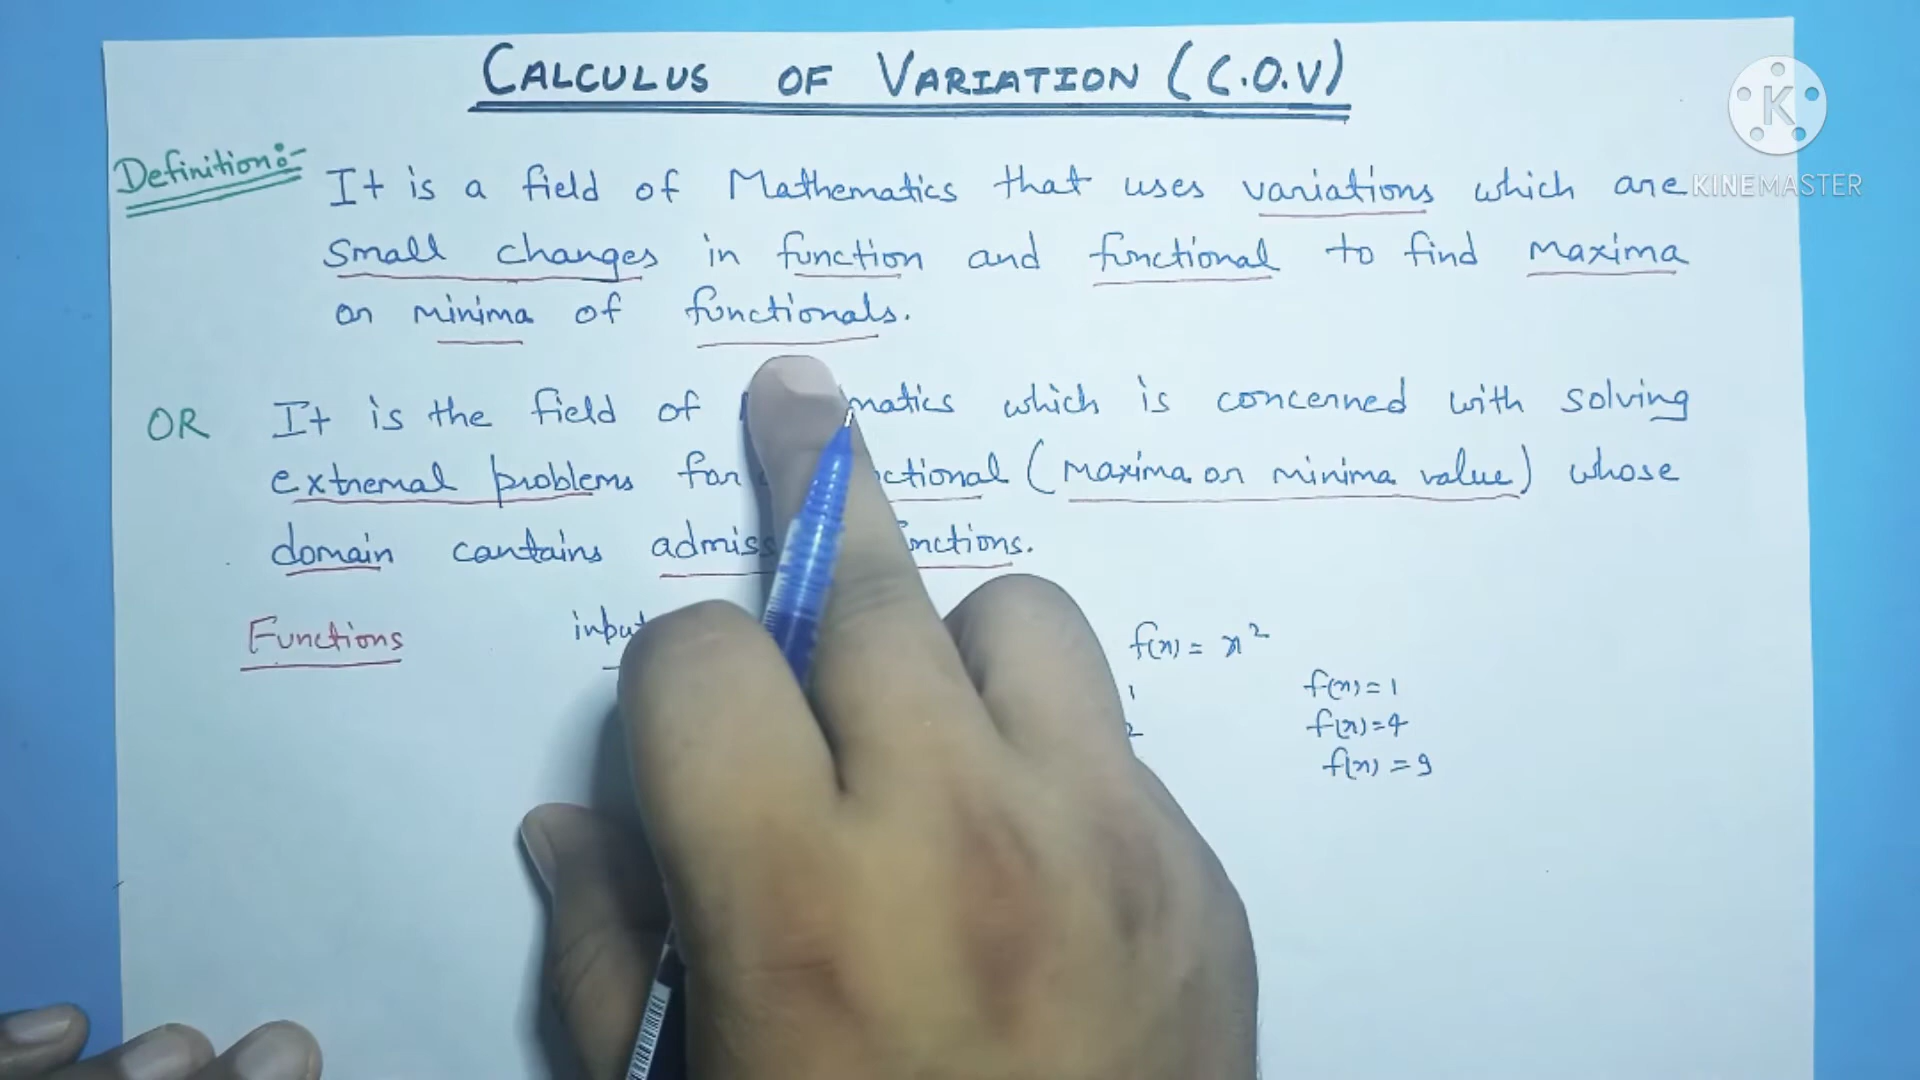 CALCULUS OF VARIATION (C.O.V)
Definition:- It is a field of Mathematics that uses variations which are
small changes in function and functional to find maxima
or minima of functionals.
OR It is the field of matics which is concerned with solving
extremal problems for ctional (maxima or minima value) whose
domain contains admiss nctions.
Functions input f(x) = x²
1 f(x) = 1
2 f(x) = 4
f(x) = 9
K
KINEMASTER